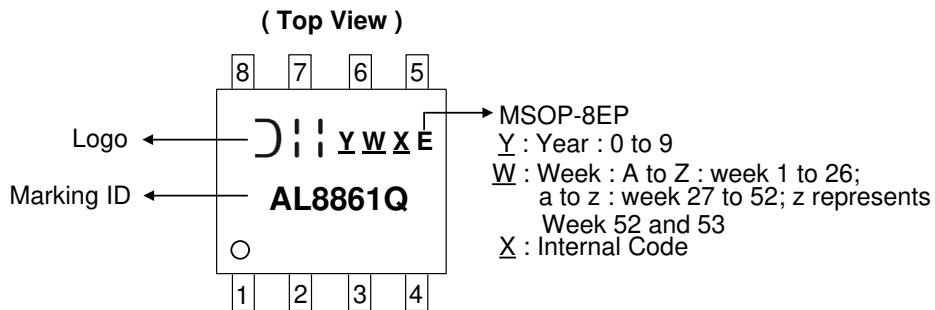 ( Top View )
8 7 6 5
Logo
Y W X E
MSOP-8EP
Y : Year : 0 to 9
W : Week : A to Z : week 1 to 26;
a to z : week 27 to 52; z represents
Week 52 and 53
X : Internal Code
Marking ID
AL8861Q
1 2 3 4